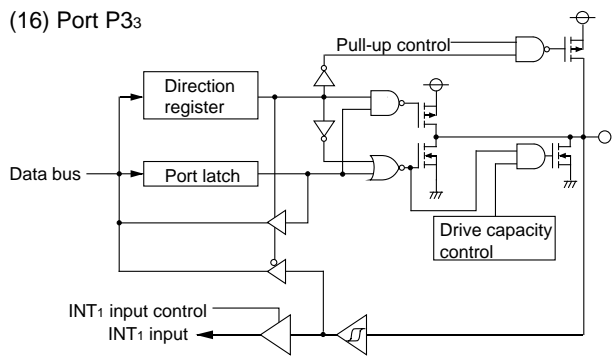 (16) Port P3₃
Pull-up control
Direction
register
Data bus
Port latch
Drive capacity
control
INT₁ input control
INT₁ input